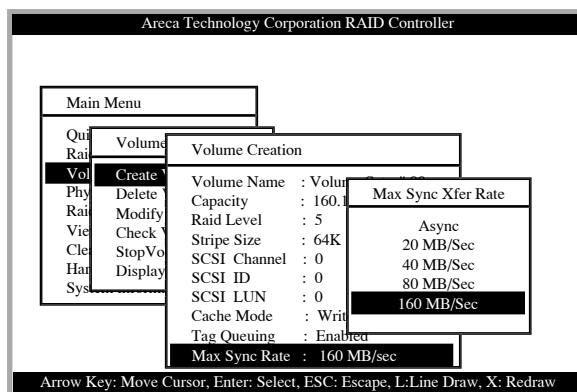 Areca Technology Corporation RAID Controller
Main Menu
Volume
Volume Creation
Create
Delete
Modify
Check
StopVo
Display
Volume Name :
Capacity : 160.1
Raid Level : 5
Stripe Size : 64K
SCSI Channel : 0
SCSI ID : 0
SCSI LUN : 0
Cache Mode : Writ
Tag Queuing : Enabled
Max Sync Rate : 160 MB/sec
Max Sync Xfer Rate
Async
20 MB/Sec
40 MB/Sec
80 MB/Sec
160 MB/Sec
Arrow Key: Move Cursor, Enter: Select, ESC: Escape, L:Line Draw, X: Redraw